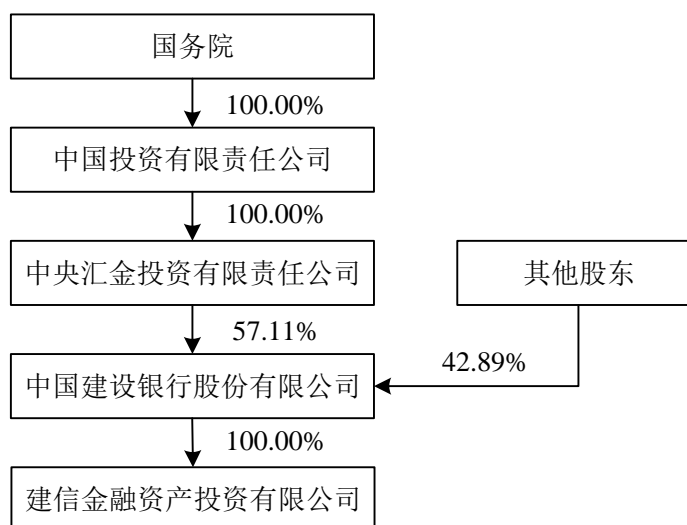 国务院
100.00%
中国投资有限责任公司
100.00%
中央汇金投资有限责任公司
其他股东
57.11%
42.89%
中国建设银行股份有限公司
100.00%
建信金融资产投资有限公司